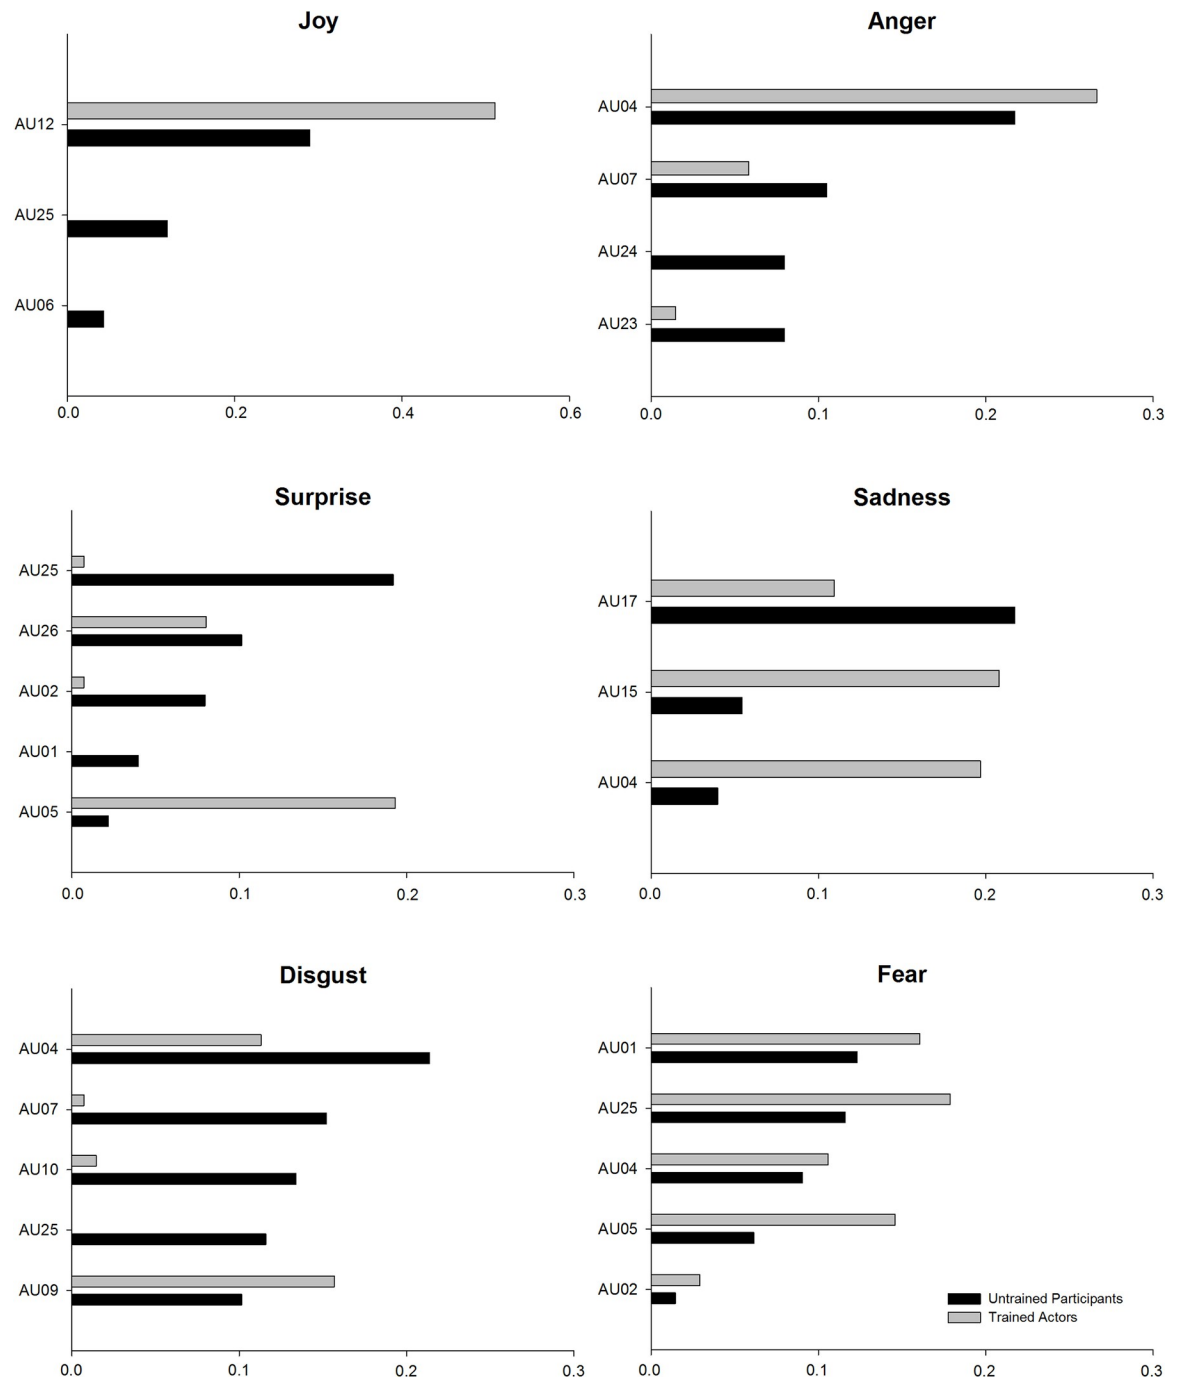 Joy
AU12
AU25
AU06
0.0 0.2 0.4 0.6
Anger
AU04
AU07
AU24
AU23
0.0 0.1 0.2 0.3
Surprise
AU25
AU26
AU02
AU01
AU05
0.0 0.1 0.2 0.3
Sadness
AU17
AU15
AU04
0.0 0.1 0.2 0.3
Disgust
AU04
AU07
AU10
AU25
AU09
0.0 0.1 0.2 0.3
Fear
AU01
AU25
AU04
AU05
AU02
Untrained Participants
Trained Actors
0.0 0.1 0.2 0.3